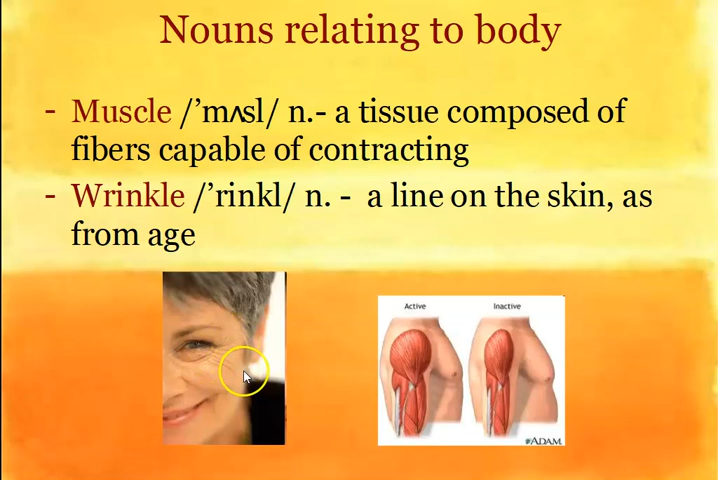 Nouns relating to body
- Muscle /’mʌsl/ n.- a tissue composed of
fibers capable of contracting
- Wrinkle /’rinkl/ n. -  a line on the skin, as
from age
Active Inactive
#ADAM.